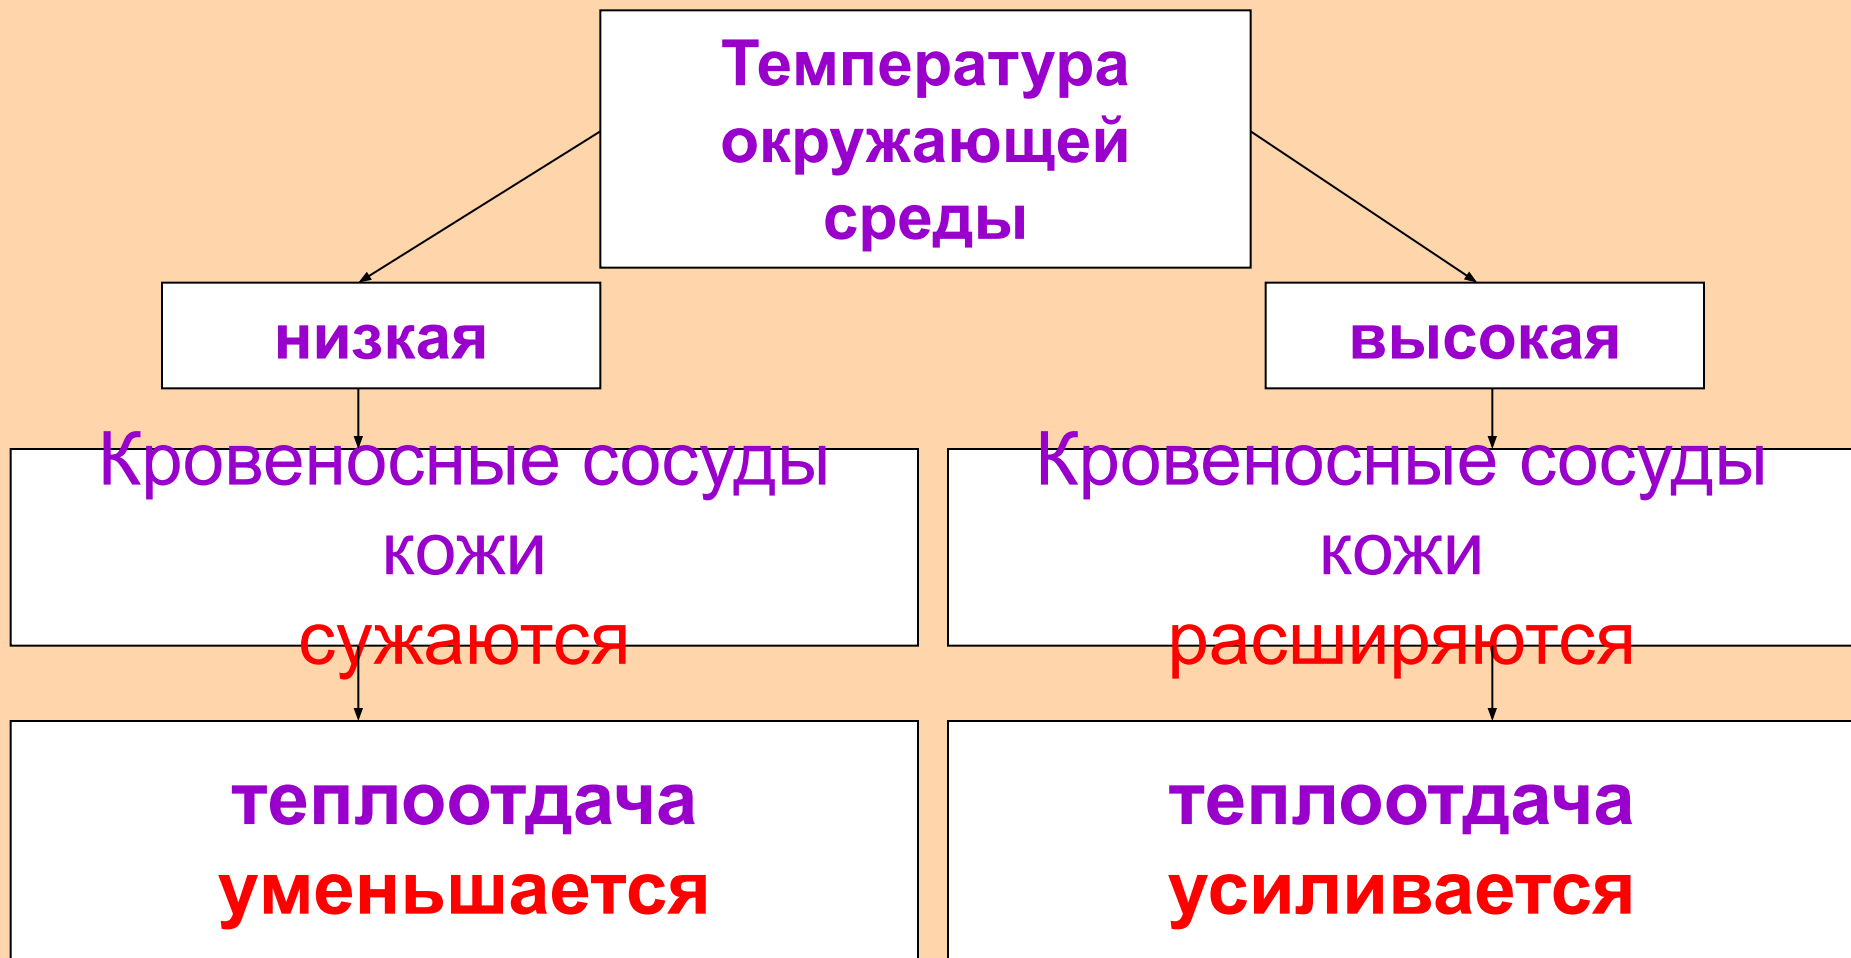 Температура
окружающей
среды
низкая
высокая
Кровеносные сосуды
кожи
сужаются
Кровеносные сосуды
кожи
расширяются
теплоотдача
уменьшается
теплоотдача
усиливается